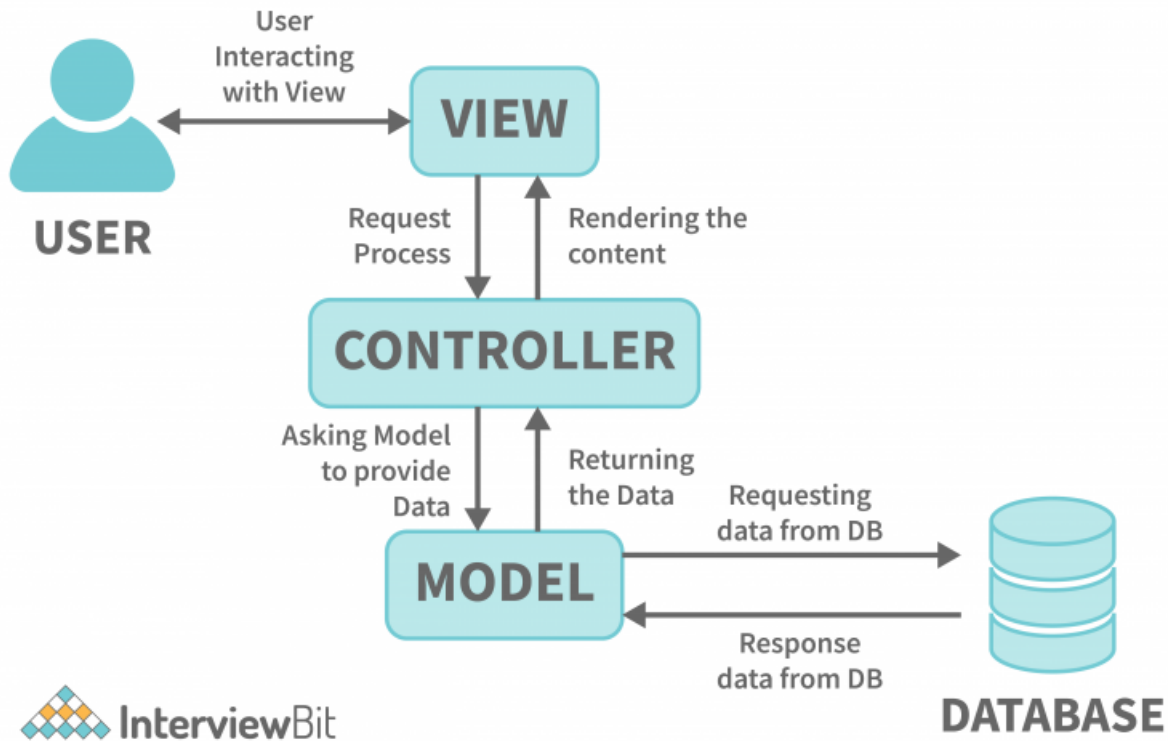 User
Interacting
with View
VIEW
USER
Request
Process
Rendering the
content
CONTROLLER
Asking Model
to provide
Data
Returning
the Data
Requesting
data from DB
MODEL
Response
data from DB
DATABASE
InterviewBit